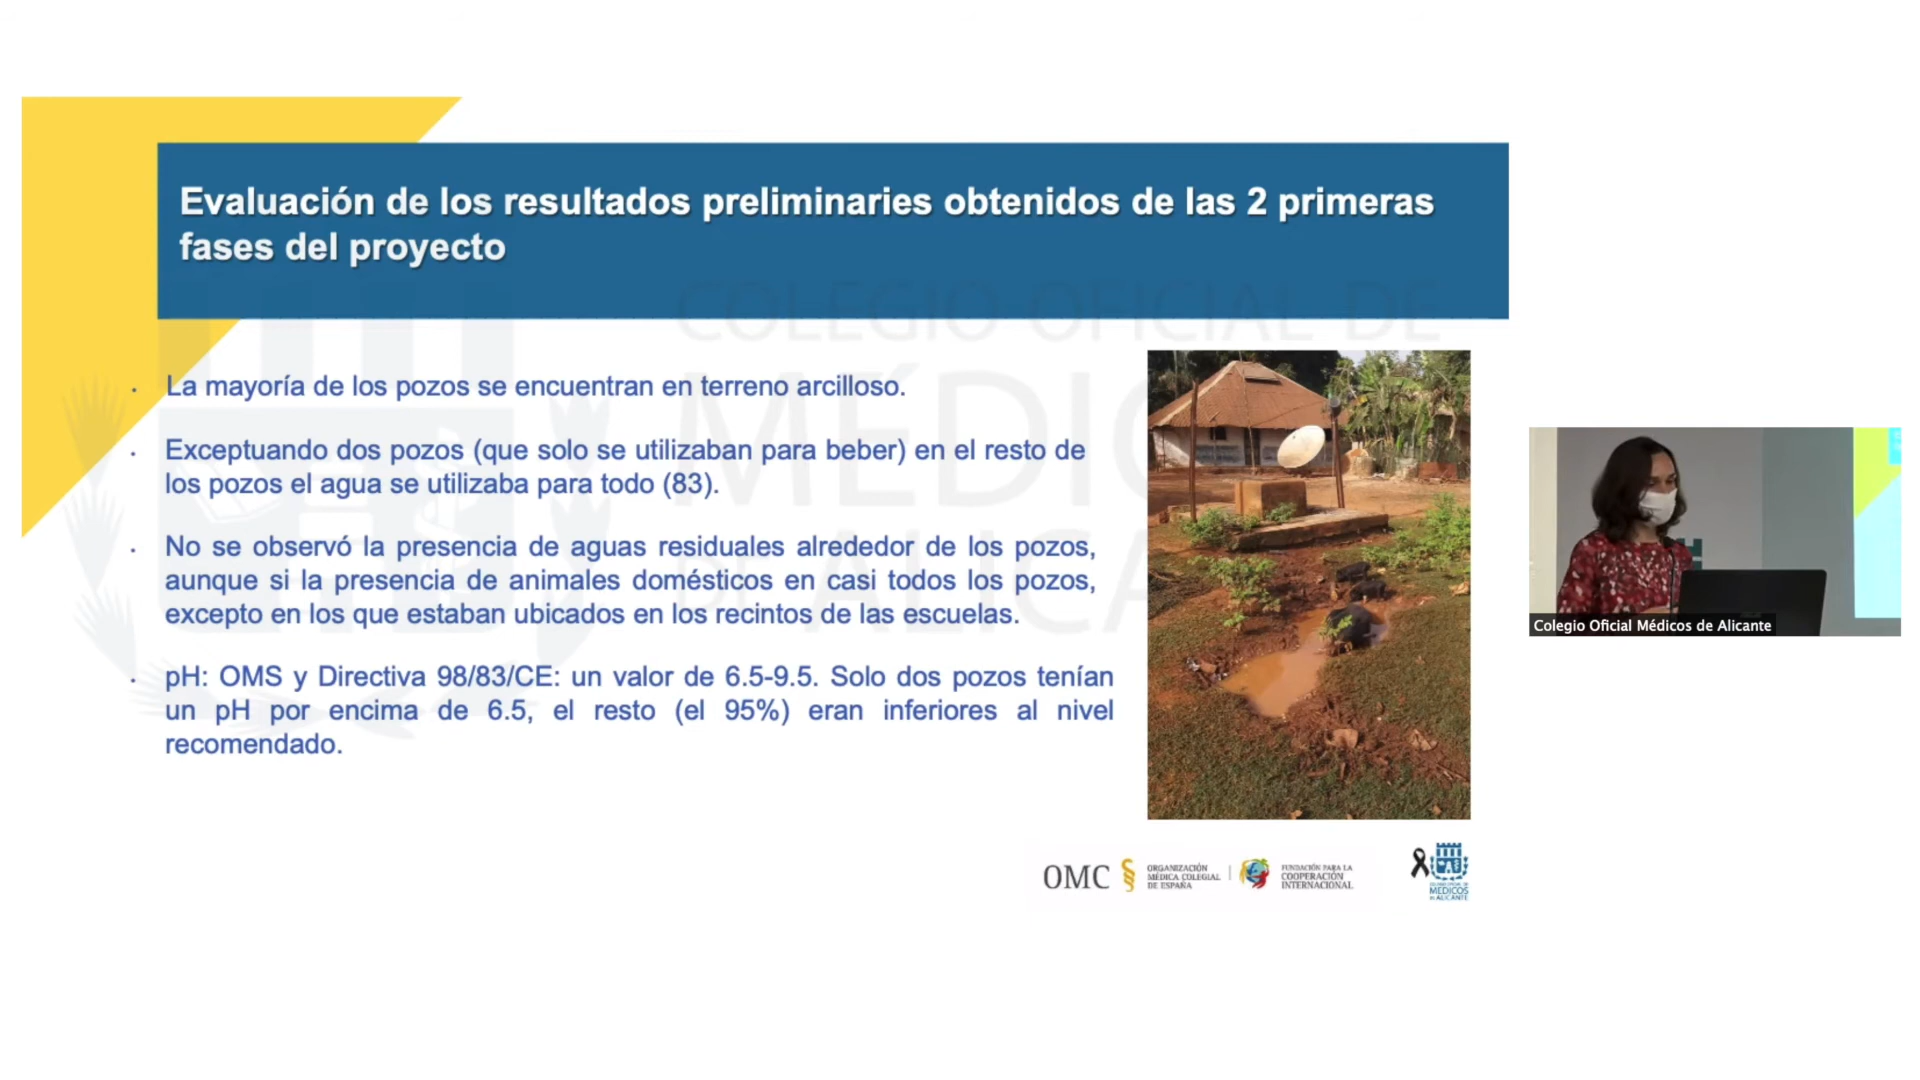 Evaluación de los resultados preliminaries obtenidos de las 2 primeras
fases del proyecto
COLEGIO OFICIAL DE
MÉDIC
DE ALICA
· La mayoría de los pozos se encuentran en terreno arcilloso.
· Exceptuando dos pozos (que solo se utilizaban para beber) en el resto de
los pozos el agua se utilizaba para todo (83).
· No se observó la presencia de aguas residuales alrededor de los pozos,
aunque si la presencia de animales domésticos en casi todos los pozos,
excepto en los que estaban ubicados en los recintos de las escuelas.
· pH: OMS y Directiva 98/83/CE: un valor de 6.5-9.5. Solo dos pozos tenían
un pH por encima de 6.5, el resto (el 95%) eran inferiores al nivel
recomendado.
Colegio Oficial Médicos de Alicante
OMC
ORGANIZACIÓN
MÉDICA COLEGIAL
DE ESPAÑA
FUNDACIÓN PARA LA
COOPERACIÓN
INTERNACIONAL
COLEGIO OFICIAL DE
MÉDICOS
DE ALICANTE